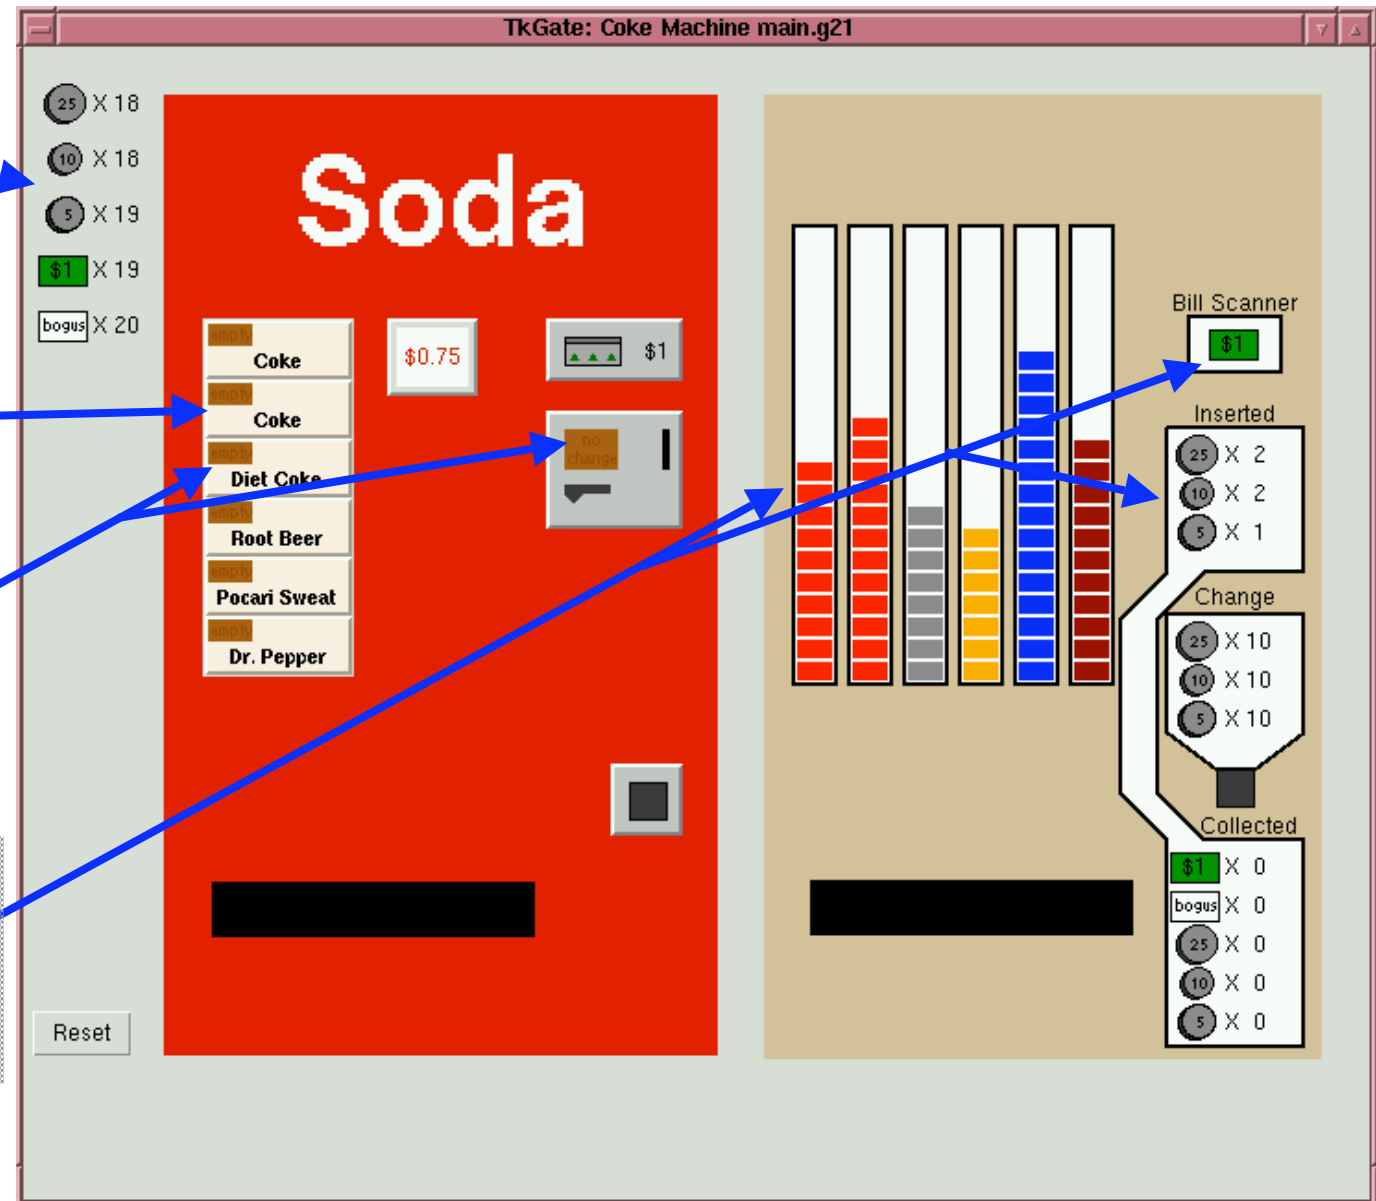 TkGate: Coke Machine main.g21
25 X 18
10 X 18
5 X 19
$1 X 19
bogus X 20
Soda
empty
Coke
empty
Coke
empty
Diet Coke
empty
Root Beer
empty
Pocari Sweat
empty
Dr. Pepper
$0.75
$1
no
change
Reset
Bill Scanner
$1
Inserted
25 X 2
10 X 2
5 X 1
Change
25 X 10
10 X 10
5 X 10
Collected
$1 X 0
bogus X 0
25 X 0
10 X 0
5 X 0